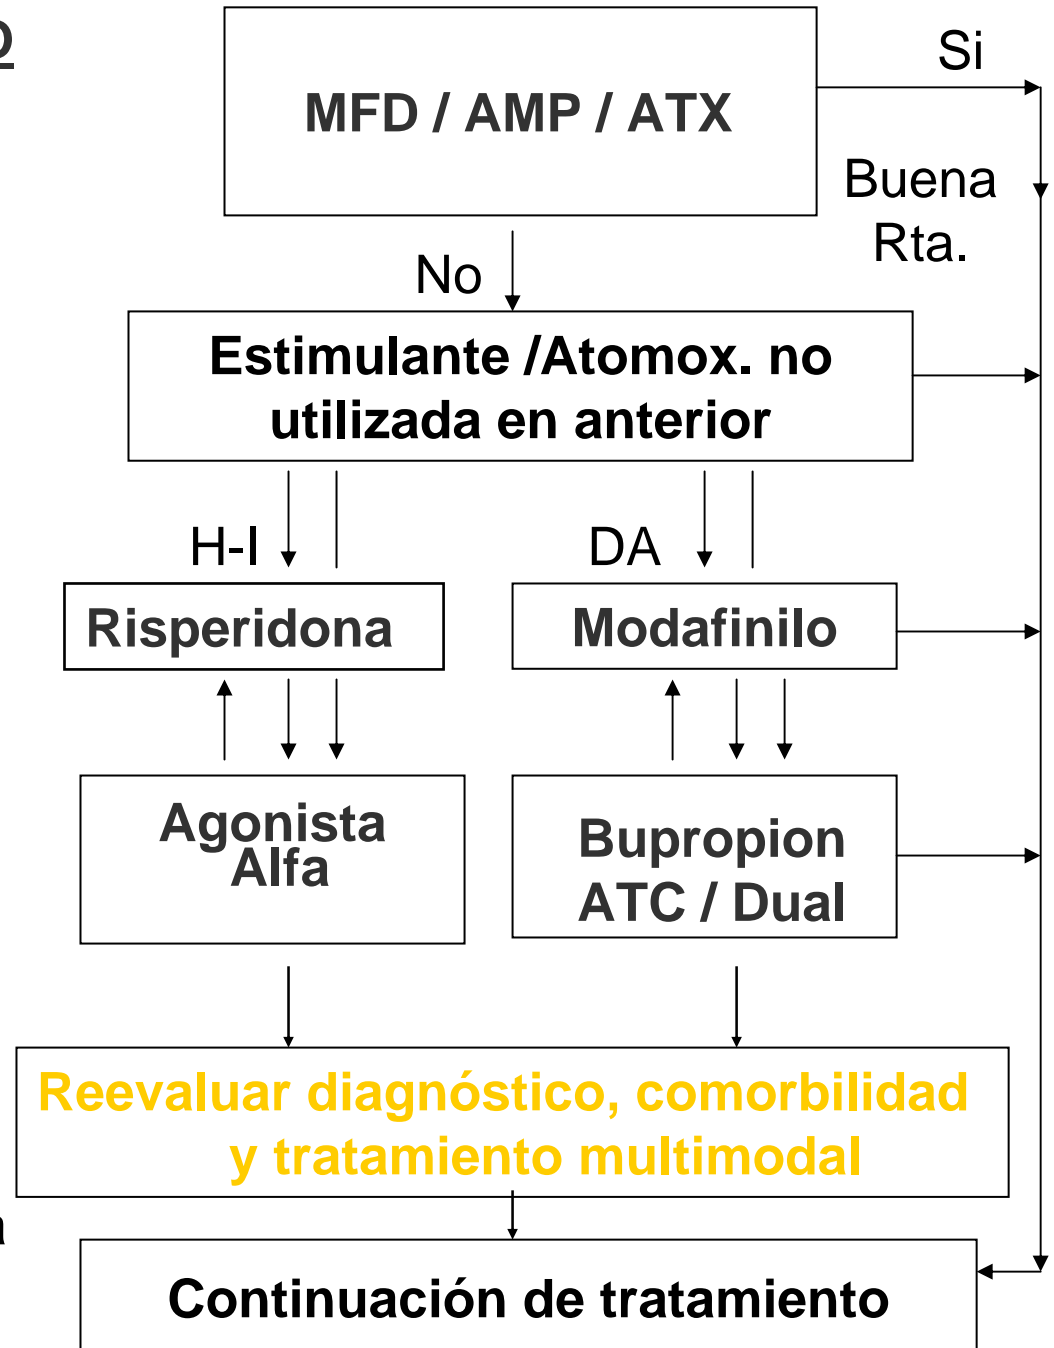 MFD / AMP / ATX
Si
Buena
Rta.
No
Estimulante /Atomox. no
utilizada en anterior
H-I
DA
Risperidona
Modafinilo
Agonista
Alfa
Bupropion
ATC / Dual
Reevaluar diagnóstico, comorbilidad
y tratamiento multimodal
Continuación de tratamiento